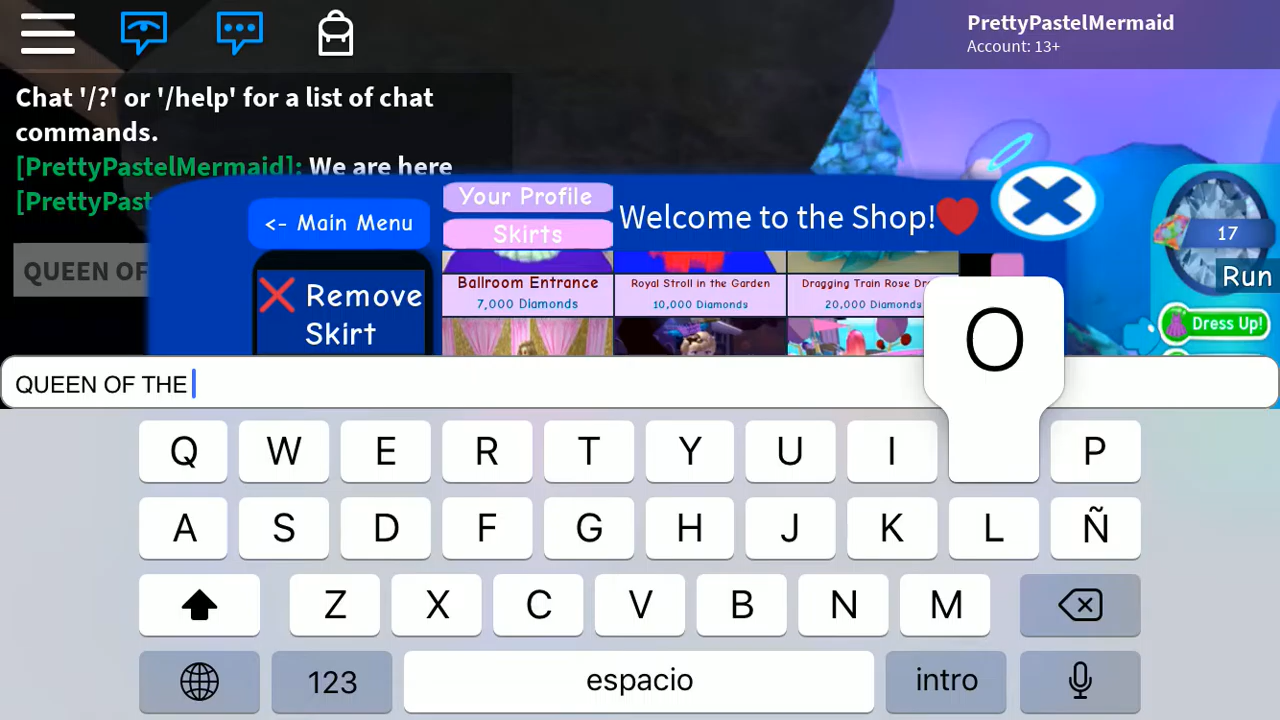 PrettyPastelMermaid
Account: 13+
Chat '/?' or '/help' for a list of chat
commands.
[PrettyPastelMermaid]: We are here
[PrettyPast
QUEEN OF
<- Main Menu
Your Profile
Skirts
Welcome to the Shop!
❌ Remove
Skirt
Ballroom Entrance
7,000 Diamonds
Royal Stroll in the Garden
10,000 Diamonds
Dragging Train Rose Dr
20,000 Diamonds
17
Run
Dress Up!
QUEEN OF THE
O
Q W E R T Y U I P
A S D F G H J K L Ñ
Z X C V B N M
123 espacio intro